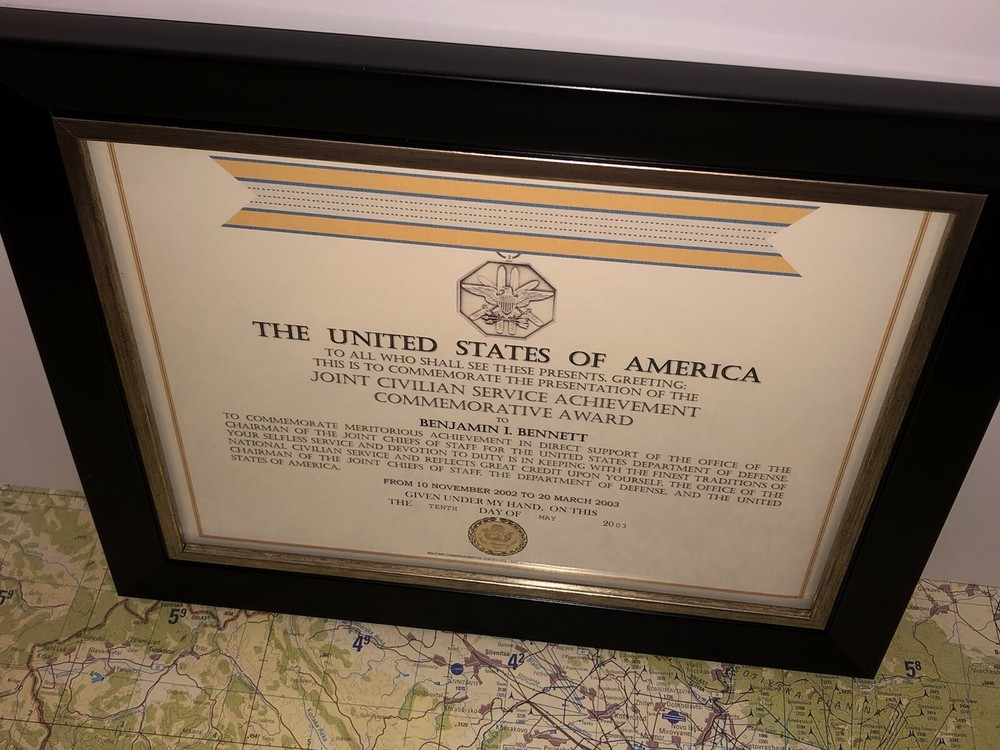 THE UNITED STATES OF AMERICA
TO ALL WHO SHALL SEE THESE PRESENTS, GREETING:
THIS IS TO COMMEMORATE THE PRESENTATION OF THE
JOINT CIVILIAN SERVICE ACHIEVEMENT
COMMEMORATIVE AWARD
TO
BENJAMIN I. BENNETT
TO COMMEMORATE MERITORIOUS ACHIEVEMENT IN DIRECT SUPPORT OF THE OFFICE OF THE
CHAIRMAN OF THE JOINT CHIEFS OF STAFF FOR THE UNITED STATES DEPARTMENT OF DEFENSE.
YOUR SELFLESS SERVICE AND DEVOTION TO DUTY IS IN KEEPING WITH THE FINEST TRADITIONS OF
NATIONAL CIVILIAN SERVICE AND REFLECTS GREAT CREDIT UPON YOURSELF, THE OFFICE OF THE
CHAIRMAN OF THE JOINT CHIEFS OF STAFF, THE DEPARTMENT OF DEFENSE, AND THE UNITED
STATES OF AMERICA.
FROM 10 NOVEMBER 2002 TO 20 MARCH 2003
GIVEN UNDER MY HAND, ON THIS
THE TENTH DAY OF MAY 2003
59
49
Slivnitsa
42
58